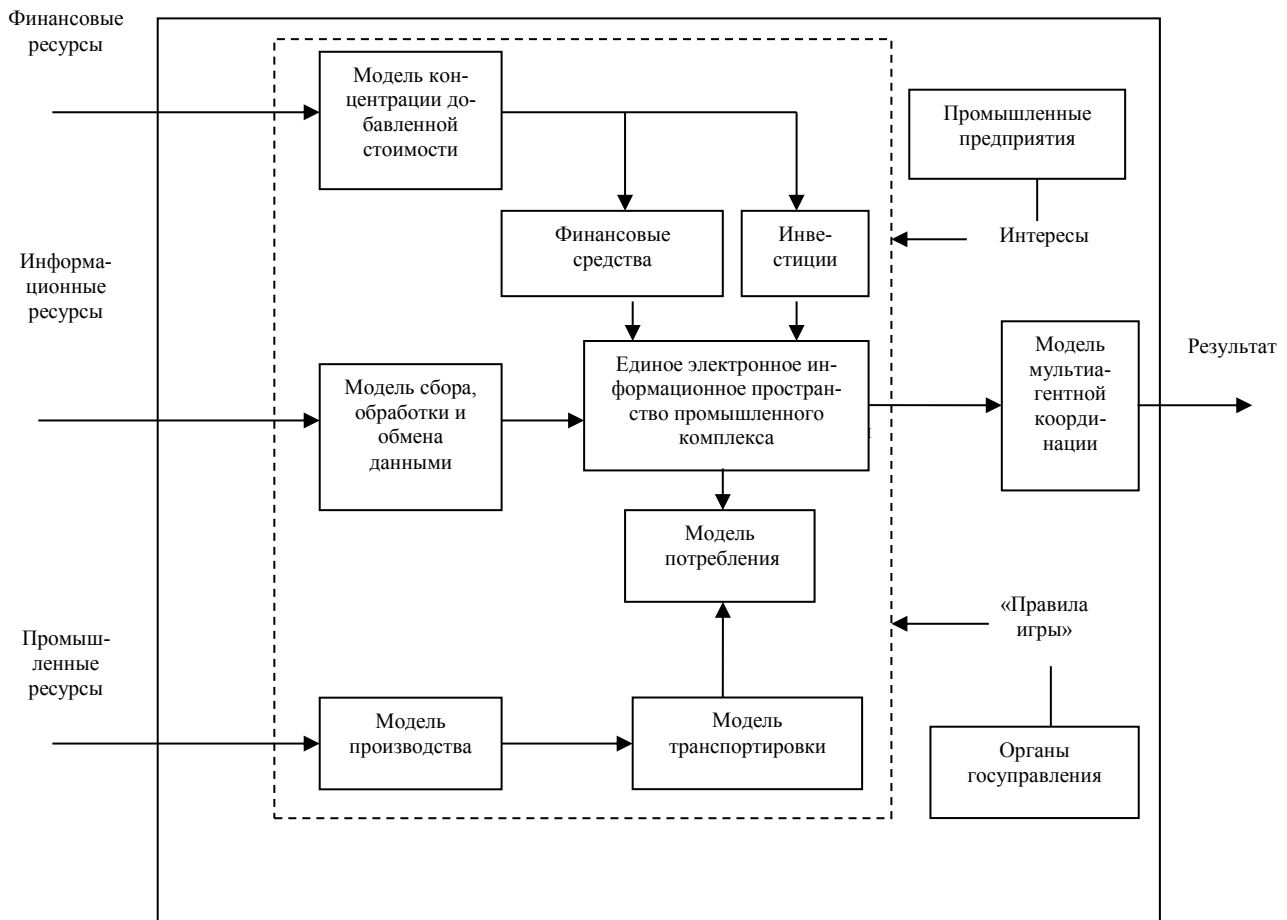 Финансовые
ресурсы
Модель кон-
центрации до-
бавленной
стоимости
Промышленные
предприятия
Финансовые
средства
Инве-
стиции
Интересы
Информа-
ционные
ресурсы
Модель сбора,
обработки и
обмена
данными
Единое электронное ин-
формационное простран-
ство промышленного
комплекса
Модель
мультиа-
гентной
коорди-
нации
Результат
Модель
потребления
«Правила
игры»
Промыш-
ленные
ресурсы
Модель
производства
Модель
транспортировки
Органы
госуправления